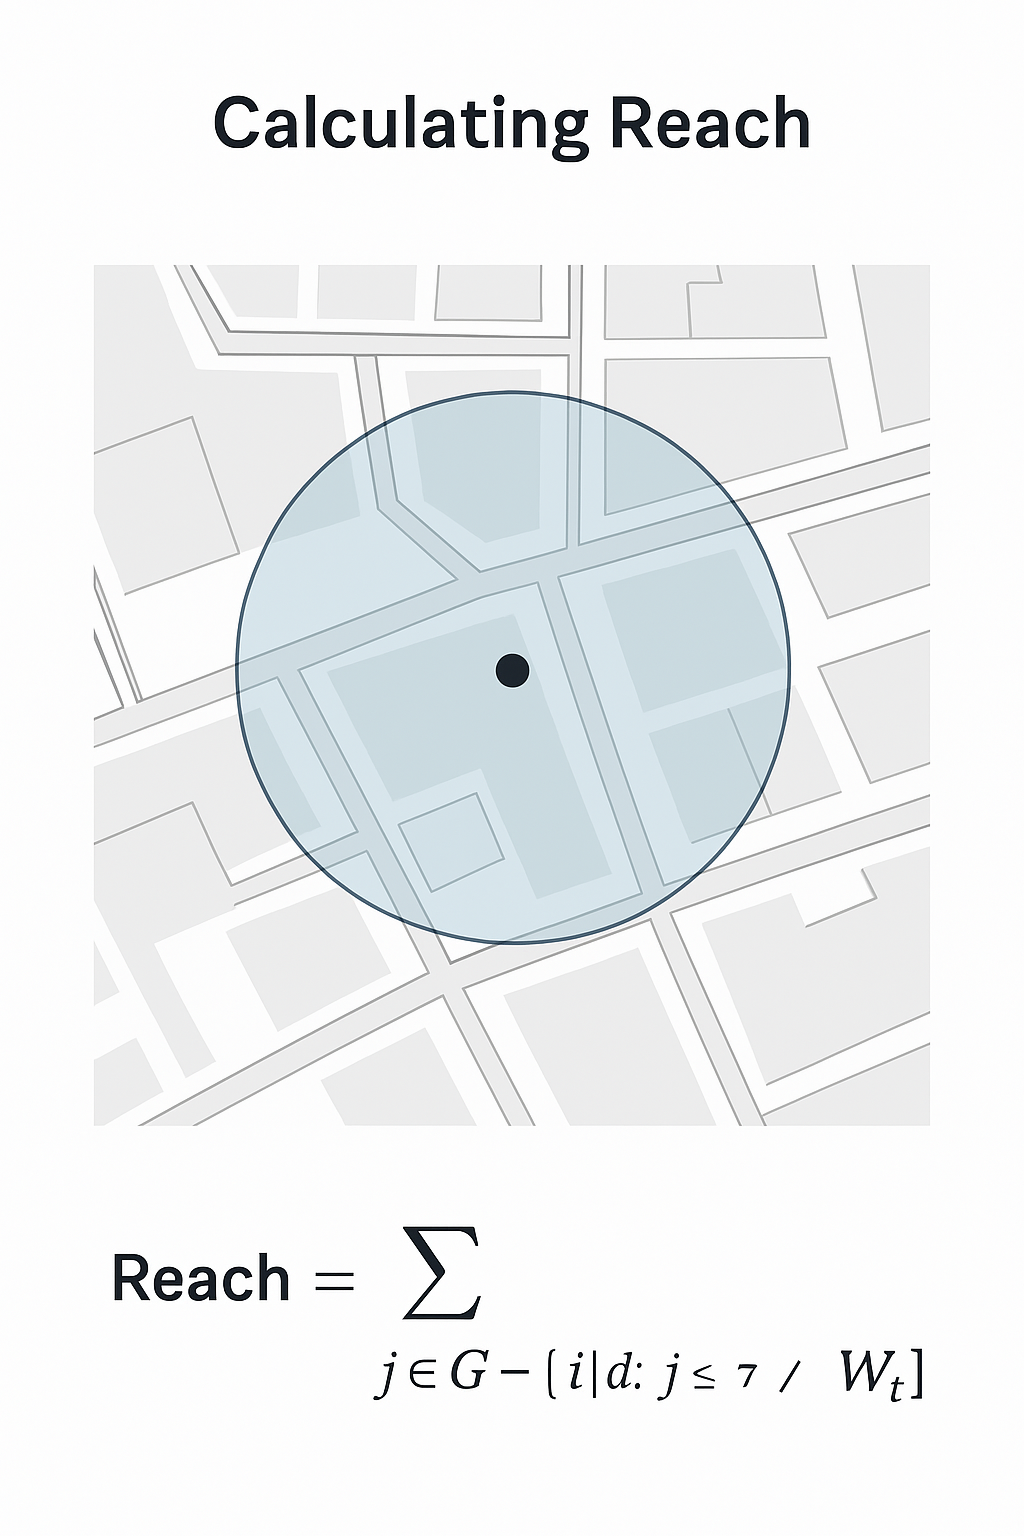 Calculating Reach
Reach = ∑
j ∈ G − [ i|d: j ≤ 7 / W_t]